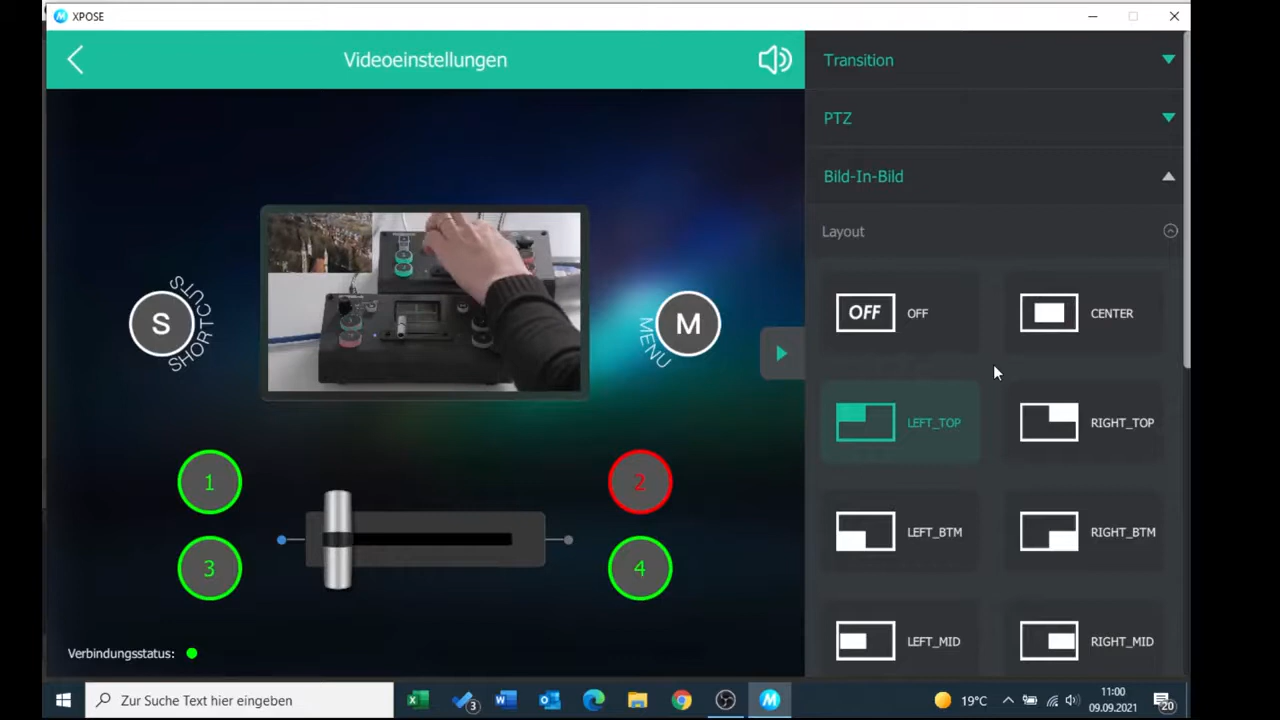 XPOSE
Videoeinstellungen
Transition
PTZ
Bild-In-Bild
Layout
OFF OFF
CENTER
LEFT_TOP
RIGHT_TOP
LEFT_BTM
RIGHT_BTM
LEFT_MID
RIGHT_MID
S
SHORTCUTS
M
MENU
1
2
3
4
Verbindungsstatus:
Zur Suche Text hier eingeben
3
19°C
11:00
09.09.2021
20